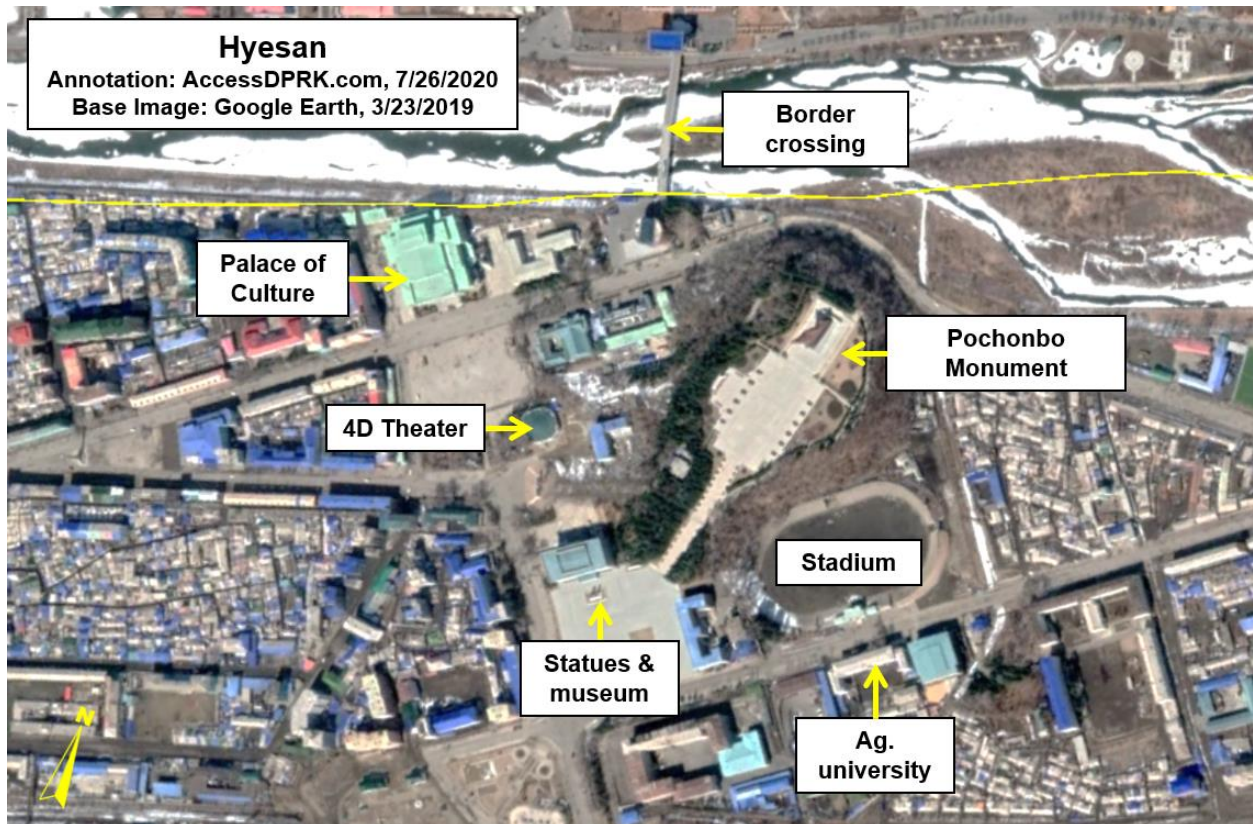 Hyesan
Annotation: AccessDPRK.com, 7/26/2020
Base Image: Google Earth, 3/23/2019
Border
crossing
Palace of
Culture
Pochonbo
Monument
4D Theater
Stadium
Statues &
museum
Ag.
university
N